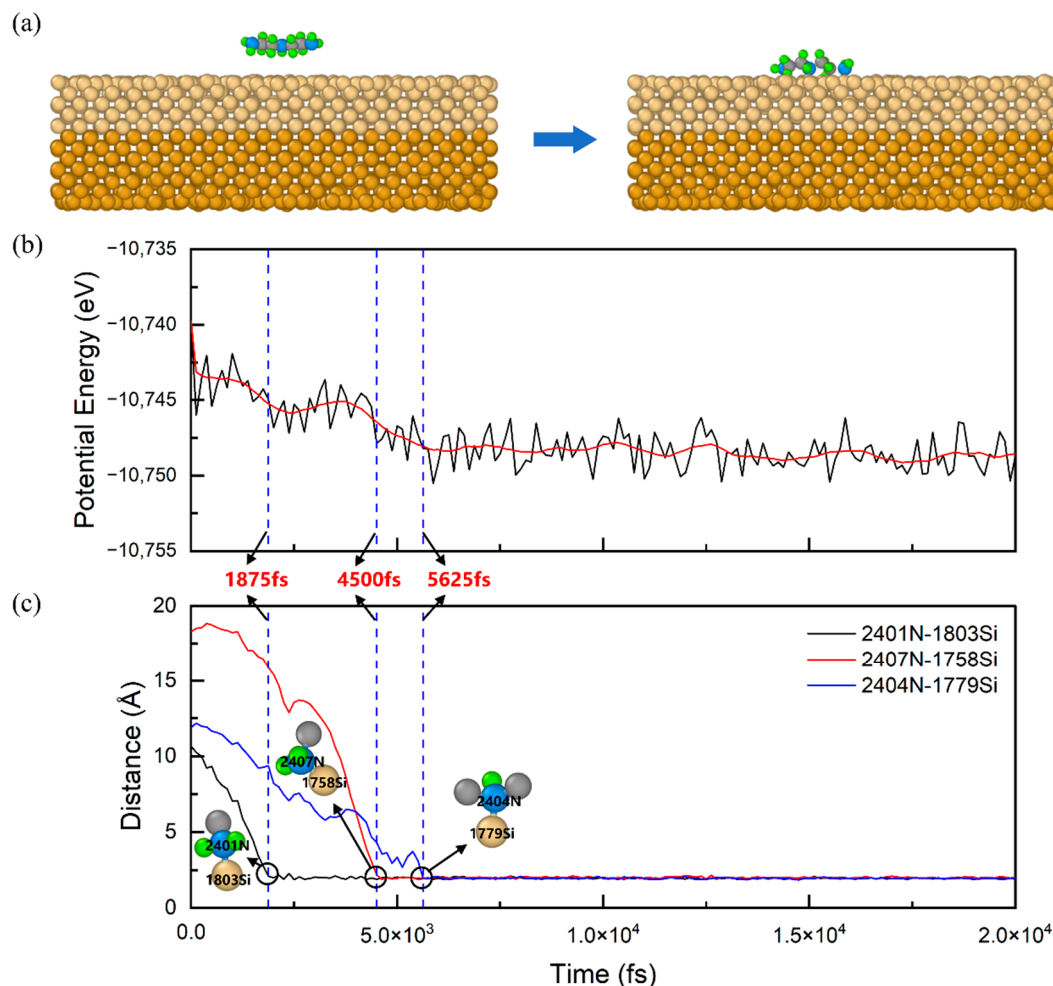 (a)
(b)
−10,735
−10,740
−10,745
−10,750
−10,755
Potential Energy (eV)
1875fs
4500fs
5625fs
(c)
20
15
10
5
0
Distance (Å)
2401N-1803Si
2407N-1758Si
2404N-1779Si
2407N
1758Si
2404N
1779Si
2401N
1803Si
0.0
5.0×10³
1.0×10⁴
1.5×10⁴
2.0×10⁴
Time (fs)